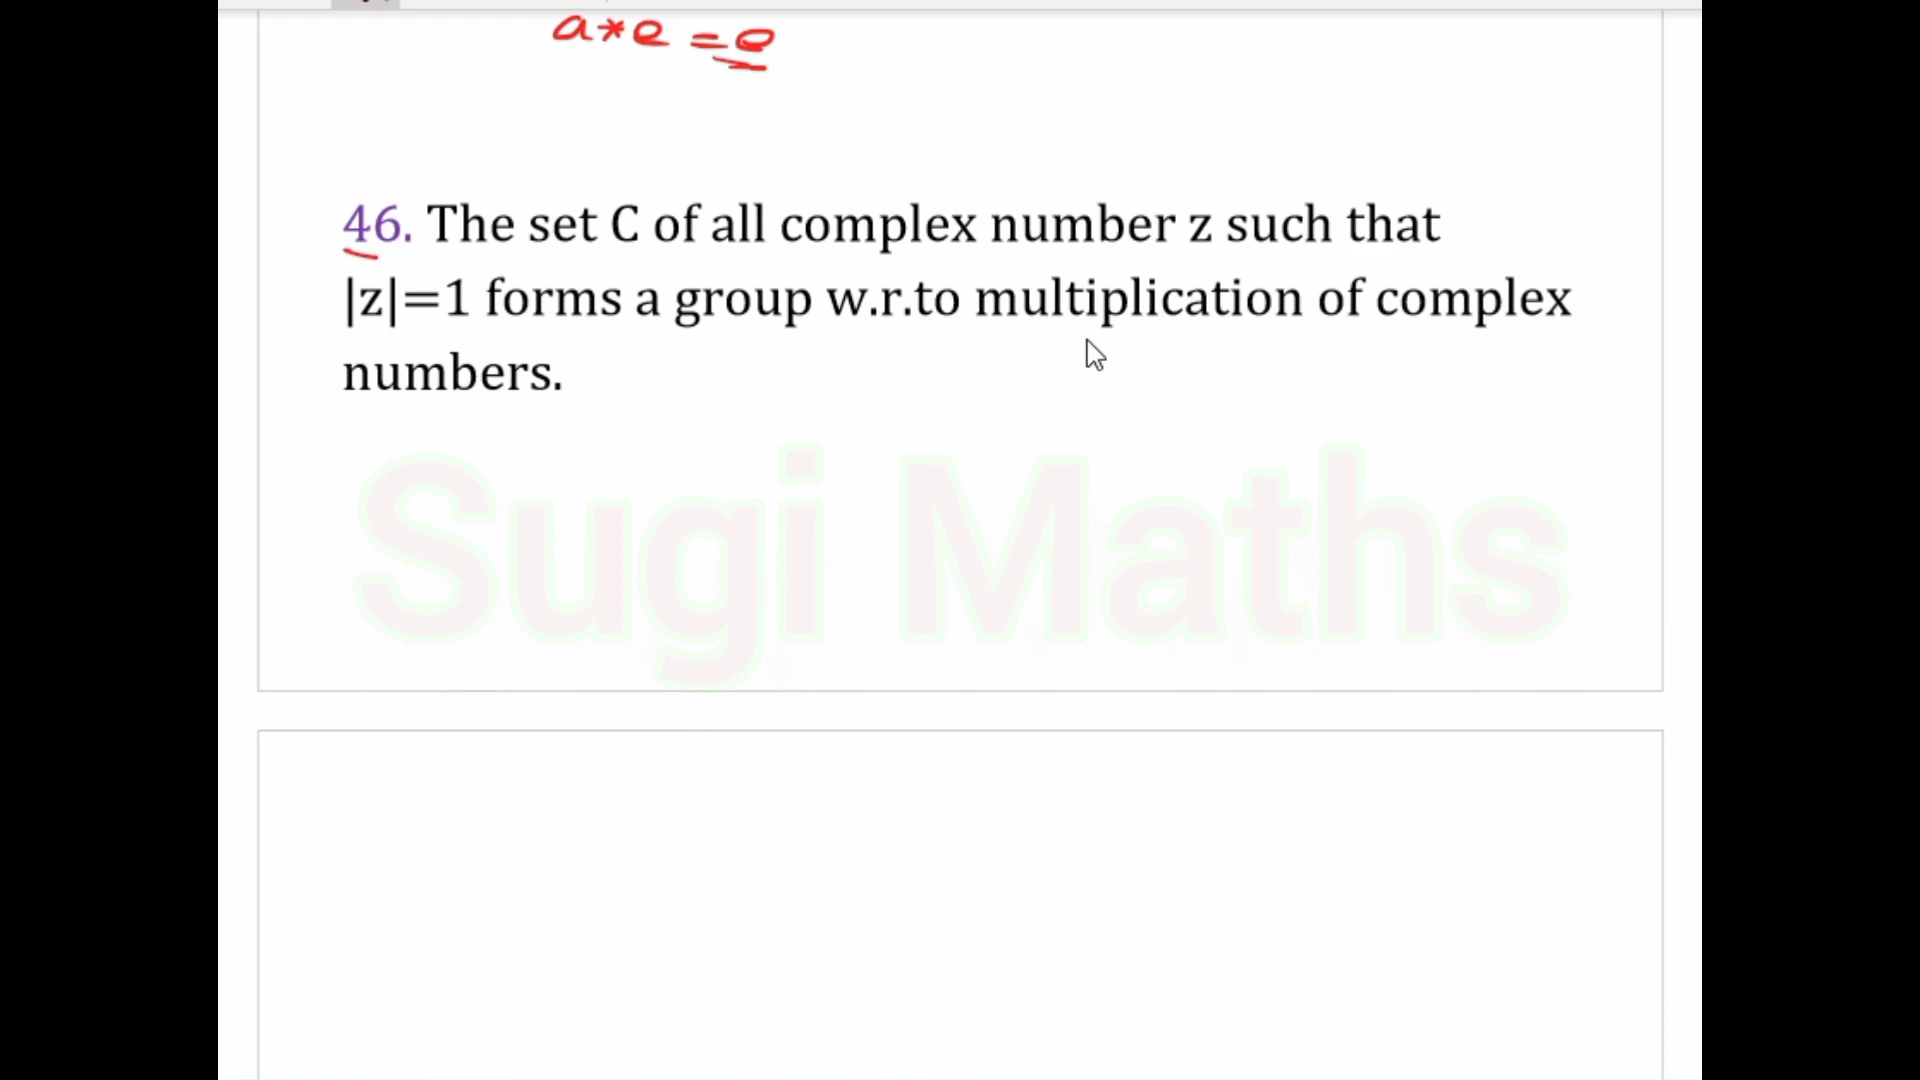 a*e = e
46. The set C of all complex number z such that
|z|=1 forms a group w.r.to multiplication of complex
numbers.
Sugi Maths